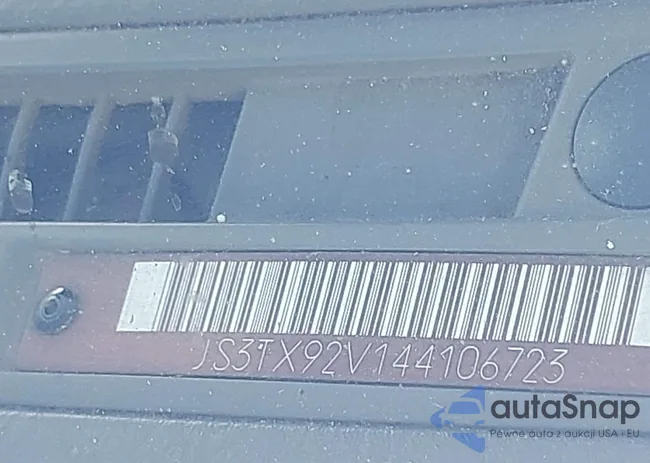 JS3TX92V144106723
autaSnap
Pewne auta z aukcji USA i EU